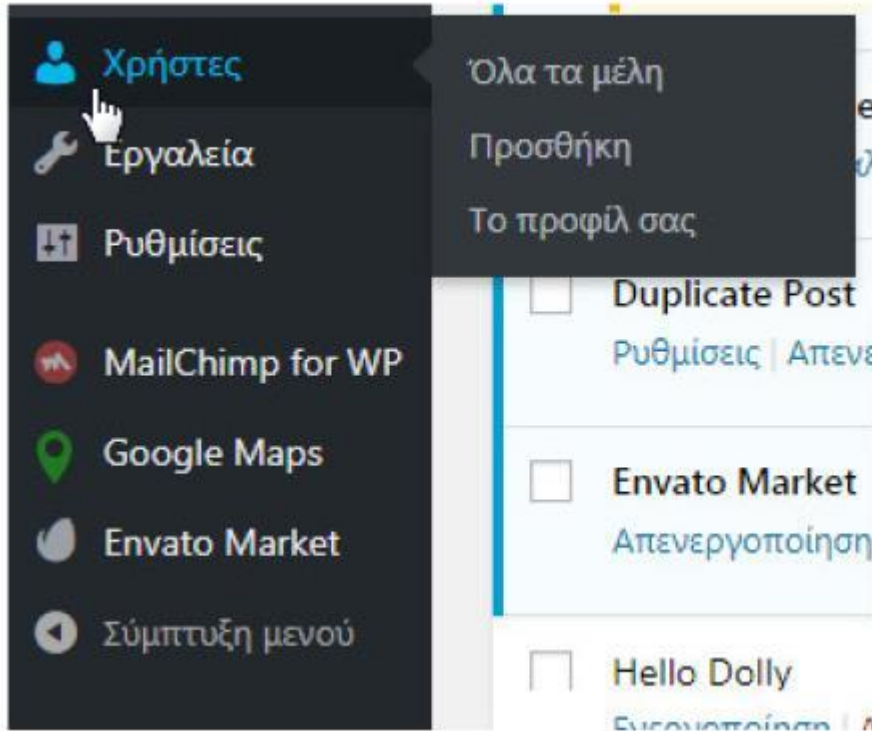 Χρήστες
Εργαλεία
Ρυθμίσεις
MailChimp for WP
Google Maps
Envato Market
Σύμπτυξη μενού
Όλα τα μέλη
Προσθήκη
Το προφίλ σας
Duplicate Post
Ρυθμίσεις |
Envato Market
Απενεργοποίηση
Hello Dolly